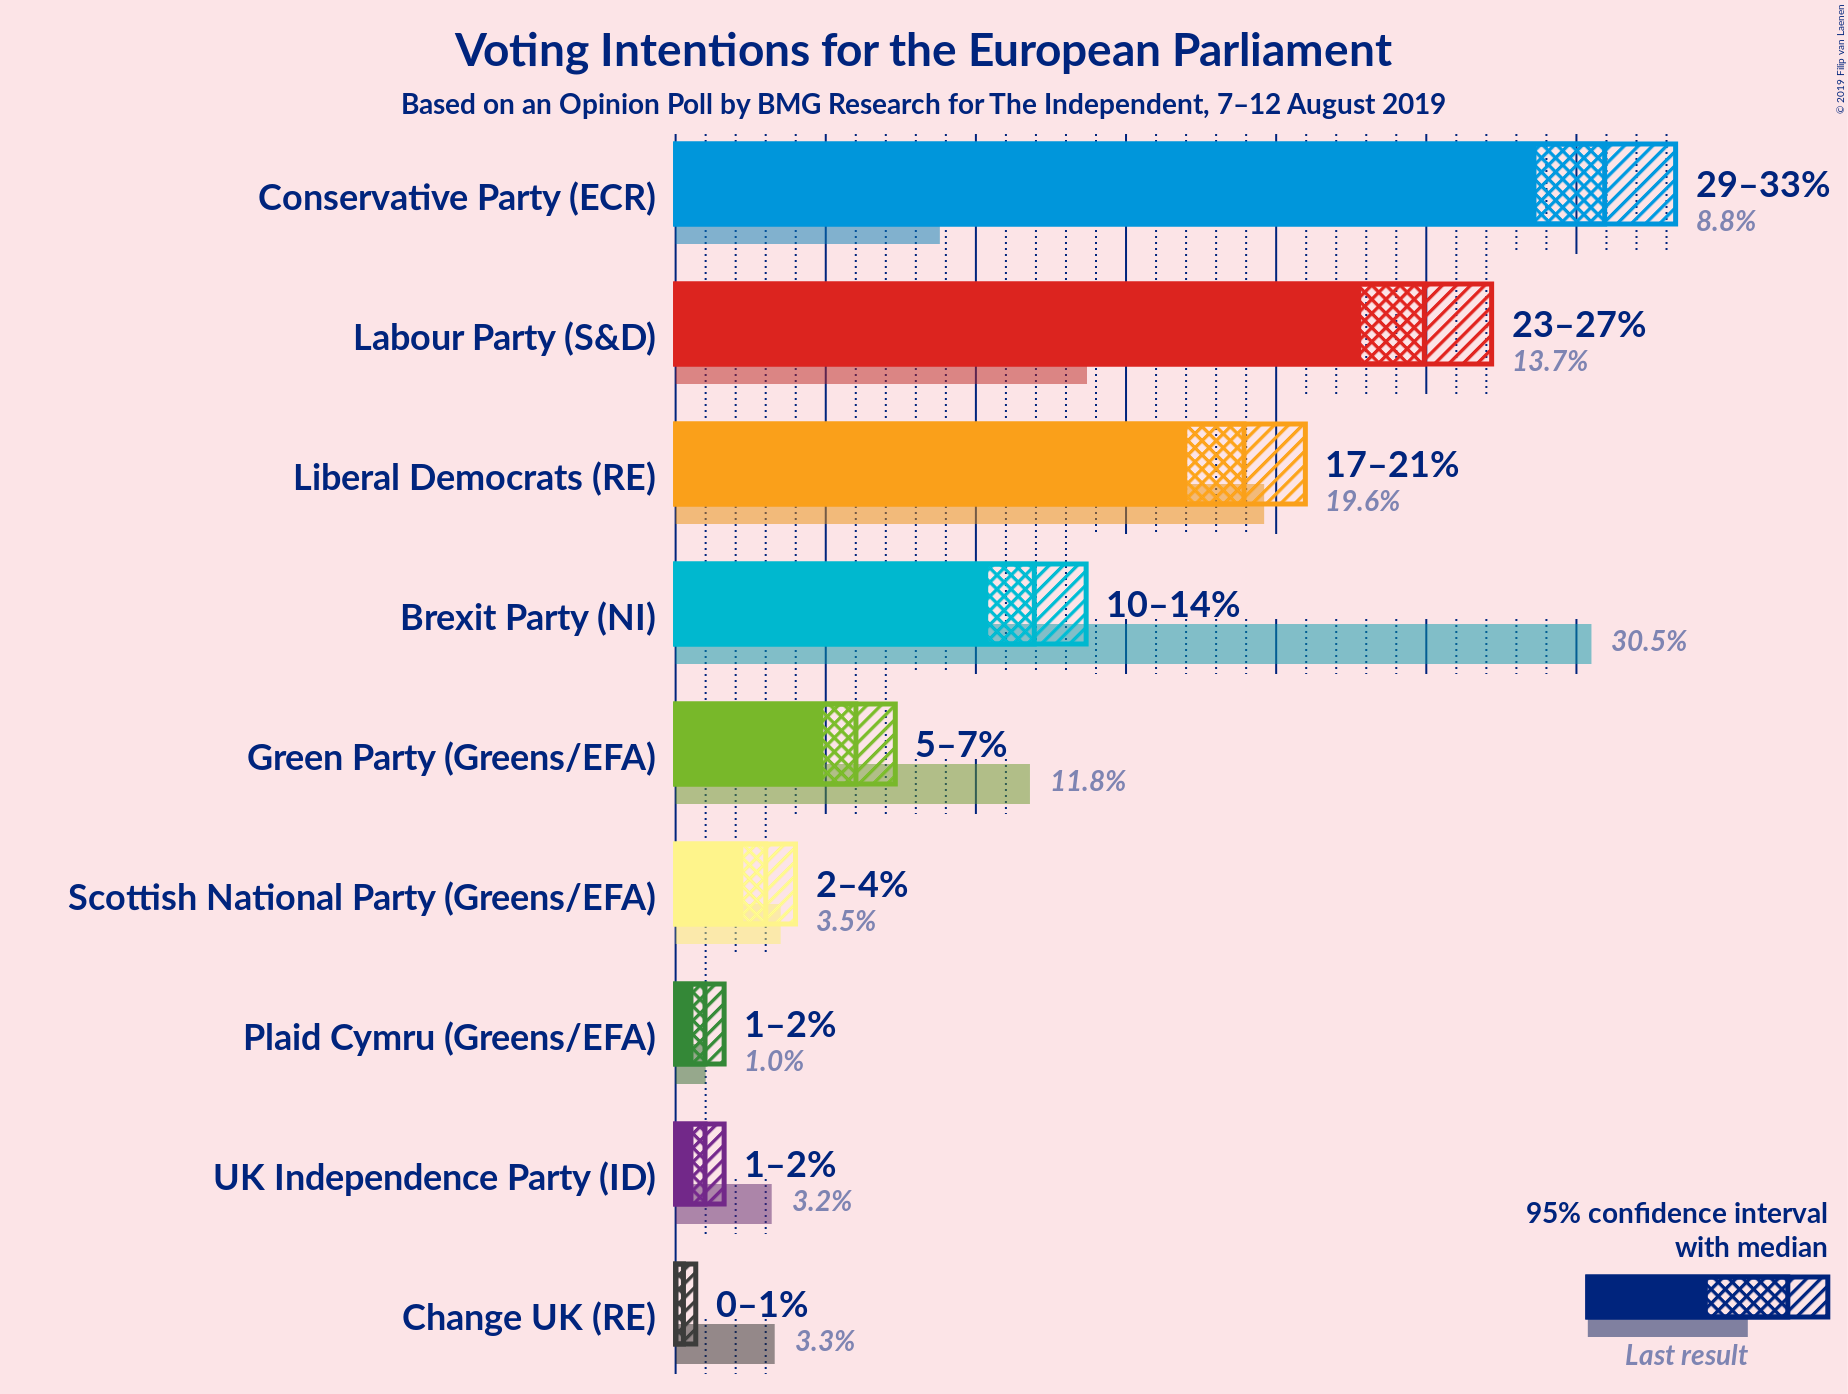 Voting Intentions for the European Parliament
Based on an Opinion Poll by BMG Research for The Independent, 7–12 August 2019
© 2019 Filip van Laenen
Conservative Party (ECR)
29–33%
8.8%
Labour Party (S&D)
23–27%
13.7%
Liberal Democrats (RE)
17–21%
19.6%
Brexit Party (NI)
10–14%
30.5%
Green Party (Greens/EFA)
5–7%
11.8%
Scottish National Party (Greens/EFA)
2–4%
3.5%
Plaid Cymru (Greens/EFA)
1–2%
1.0%
UK Independence Party (ID)
1–2%
3.2%
Change UK (RE)
0–1%
3.3%
95% confidence interval
with median
Last result